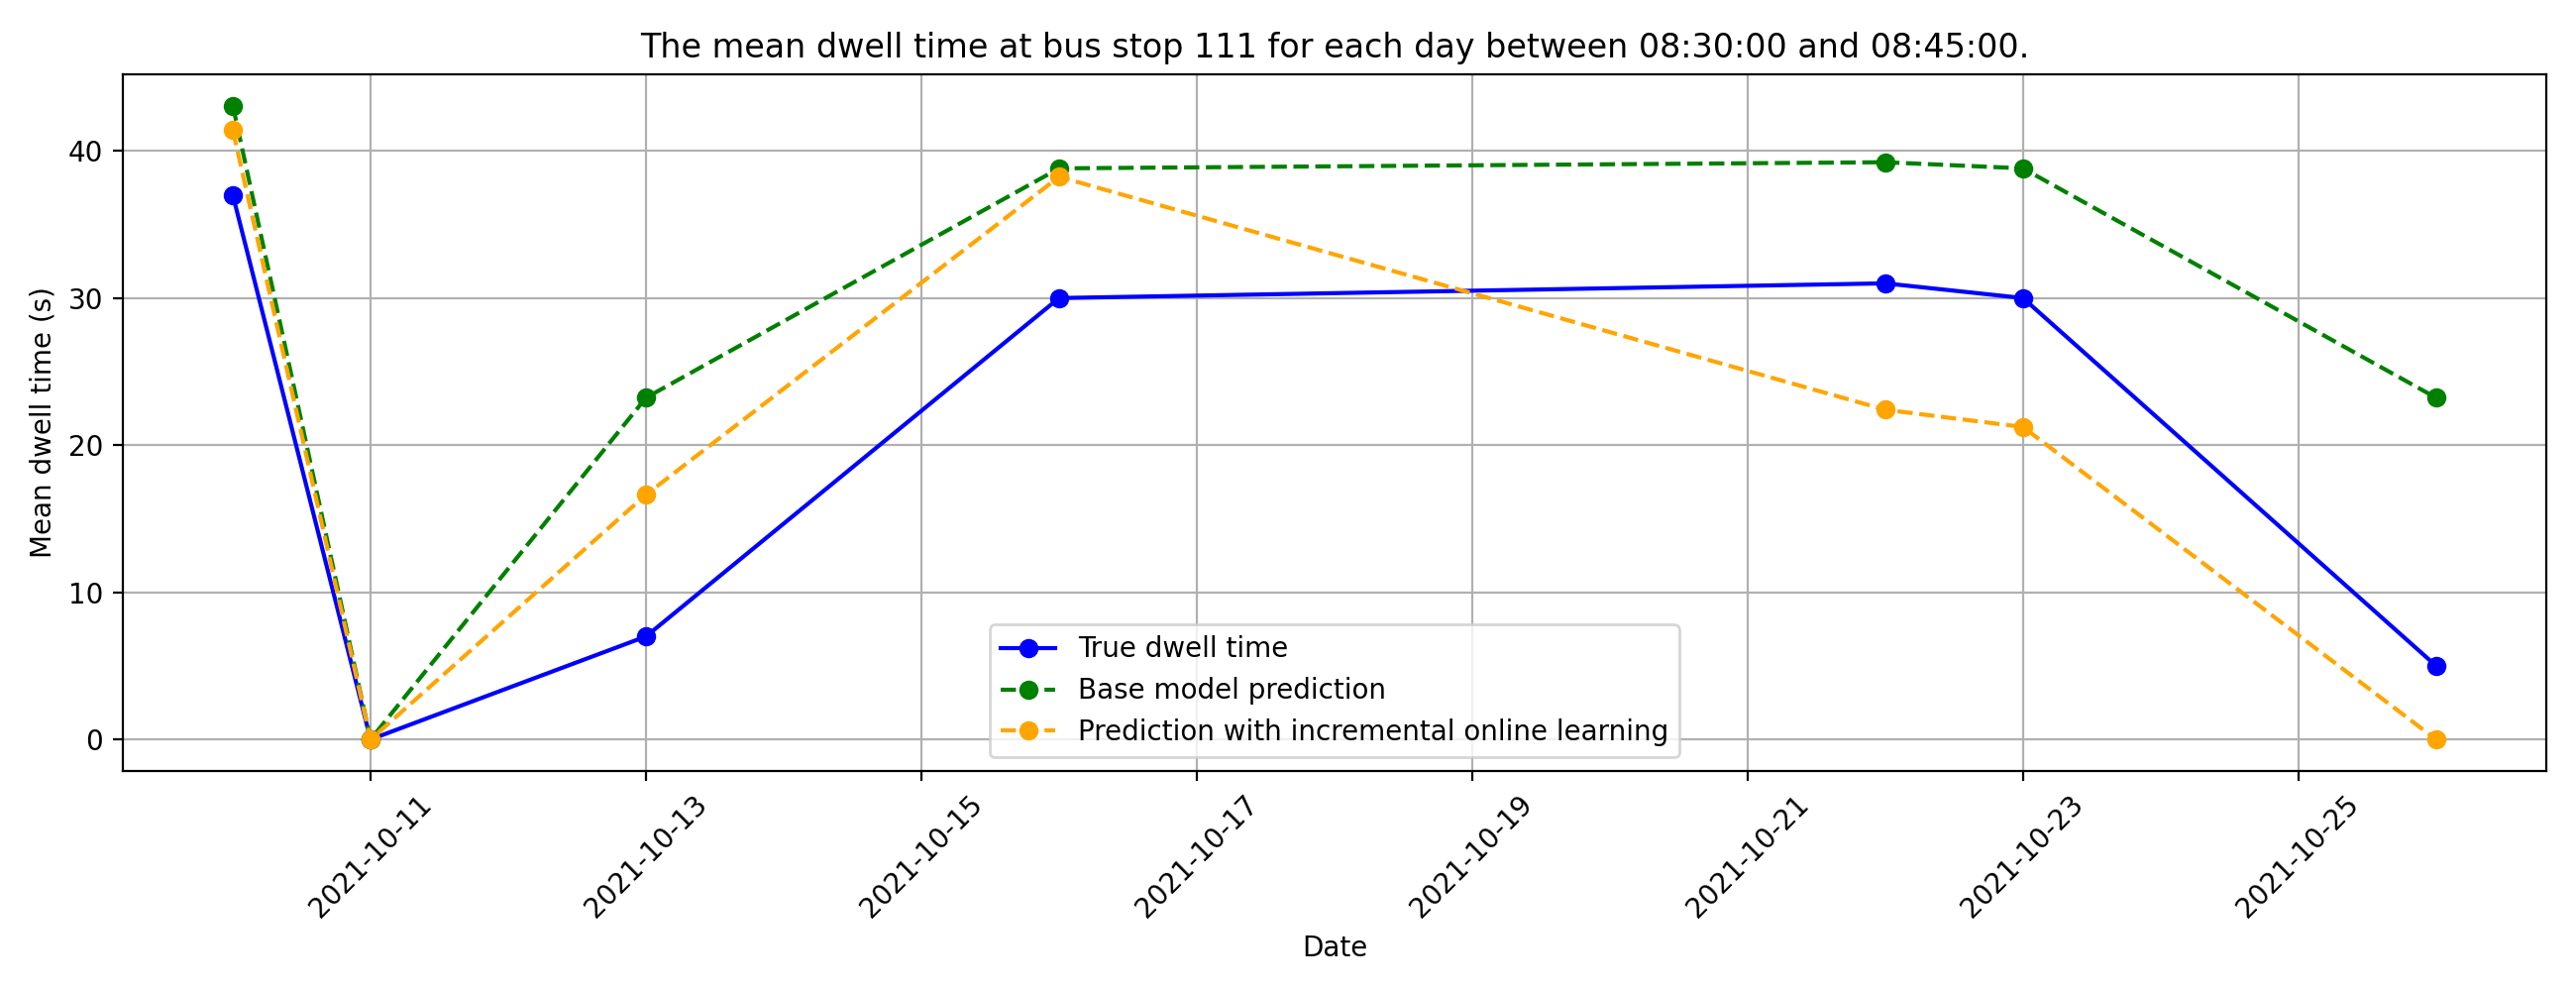 The mean dwell time at bus stop 111 for each day between 08:30:00 and 08:45:00.
Mean dwell time (s)
40
30
20
10
0
True dwell time
Base model prediction
Prediction with incremental online learning
2021-10-11
2021-10-13
2021-10-15
2021-10-17
2021-10-19
2021-10-21
2021-10-23
2021-10-25
Date